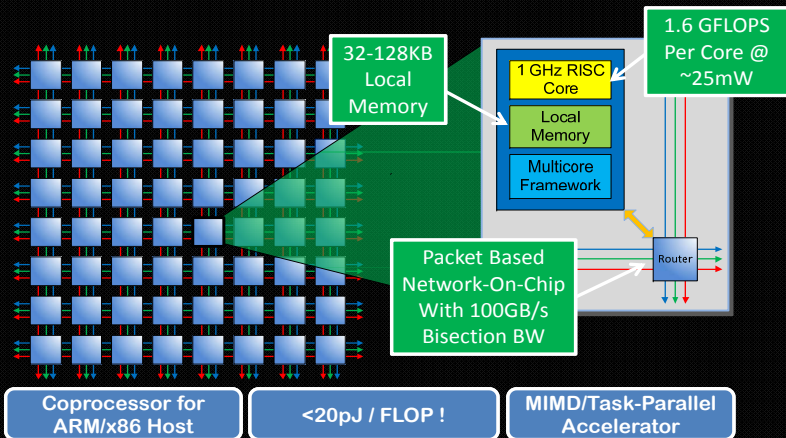 32-128KB
Local
Memory
1 GHz RISC
Core
Local
Memory
Multicore
Framework
1.6 GFLOPS
Per Core @
~25mW
Packet Based
Network-On-Chip
With 100GB/s
Bisection BW
Router
Coprocessor for
ARM/x86 Host
<20pJ / FLOP !
MIMD/Task-Parallel
Accelerator